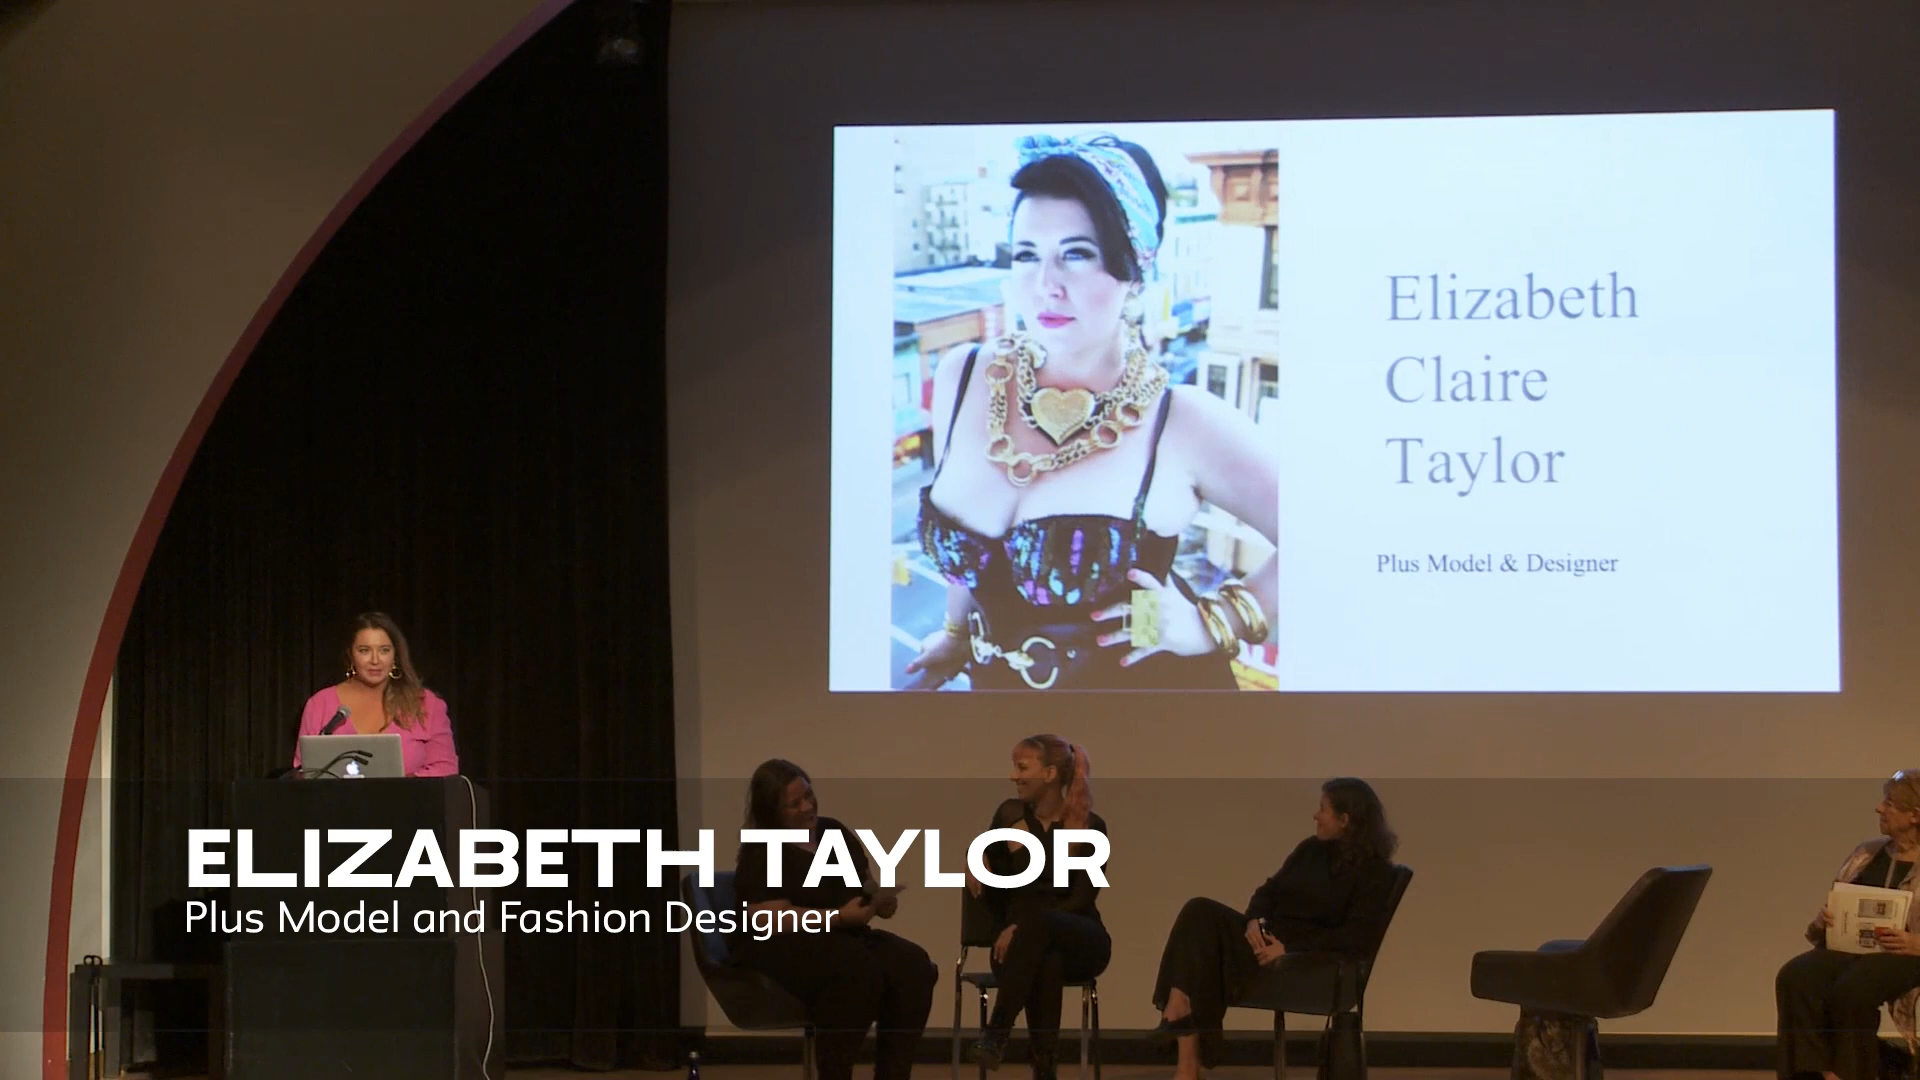 Elizabeth
Claire
Taylor
Plus Model & Designer
ELIZABETH TAYLOR
Plus Model and Fashion Designer